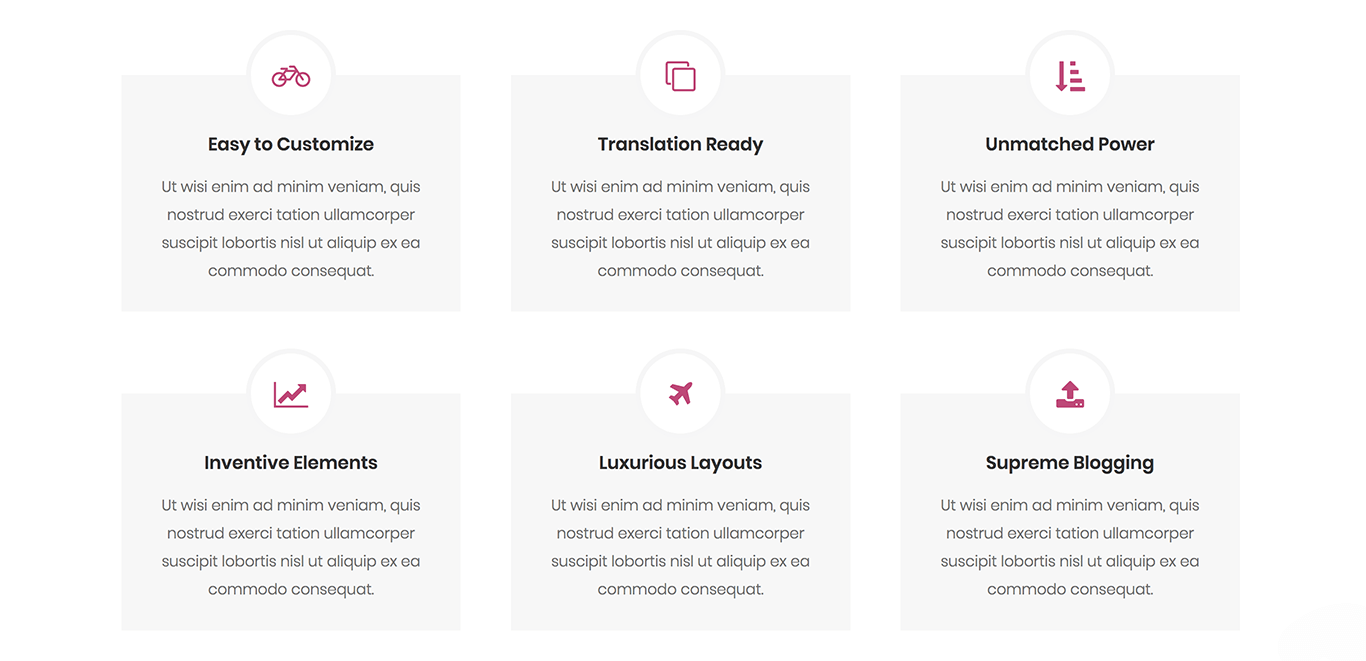 Easy to Customize
Ut wisi enim ad minim veniam, quis
nostrud exerci tation ullamcorper
suscipit lobortis nisl ut aliquip ex ea
commodo consequat.
Translation Ready
Ut wisi enim ad minim veniam, quis
nostrud exerci tation ullamcorper
suscipit lobortis nisl ut aliquip ex ea
commodo consequat.
Unmatched Power
Ut wisi enim ad minim veniam, quis
nostrud exerci tation ullamcorper
suscipit lobortis nisl ut aliquip ex ea
commodo consequat.
Inventive Elements
Ut wisi enim ad minim veniam, quis
nostrud exerci tation ullamcorper
suscipit lobortis nisl ut aliquip ex ea
commodo consequat.
Luxurious Layouts
Ut wisi enim ad minim veniam, quis
nostrud exerci tation ullamcorper
suscipit lobortis nisl ut aliquip ex ea
commodo consequat.
Supreme Blogging
Ut wisi enim ad minim veniam, quis
nostrud exerci tation ullamcorper
suscipit lobortis nisl ut aliquip ex ea
commodo consequat.